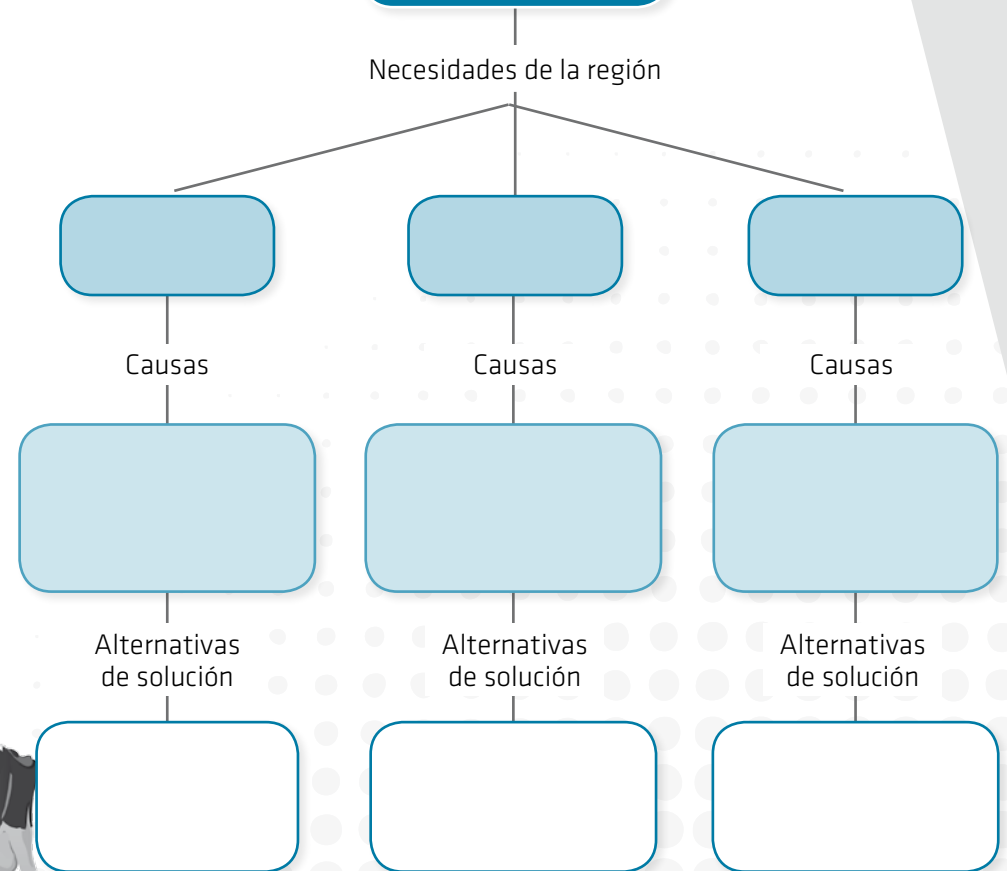 Necesidades de la región
Causas
Causas
Causas
Alternativas
de solución
Alternativas
de solución
Alternativas
de solución